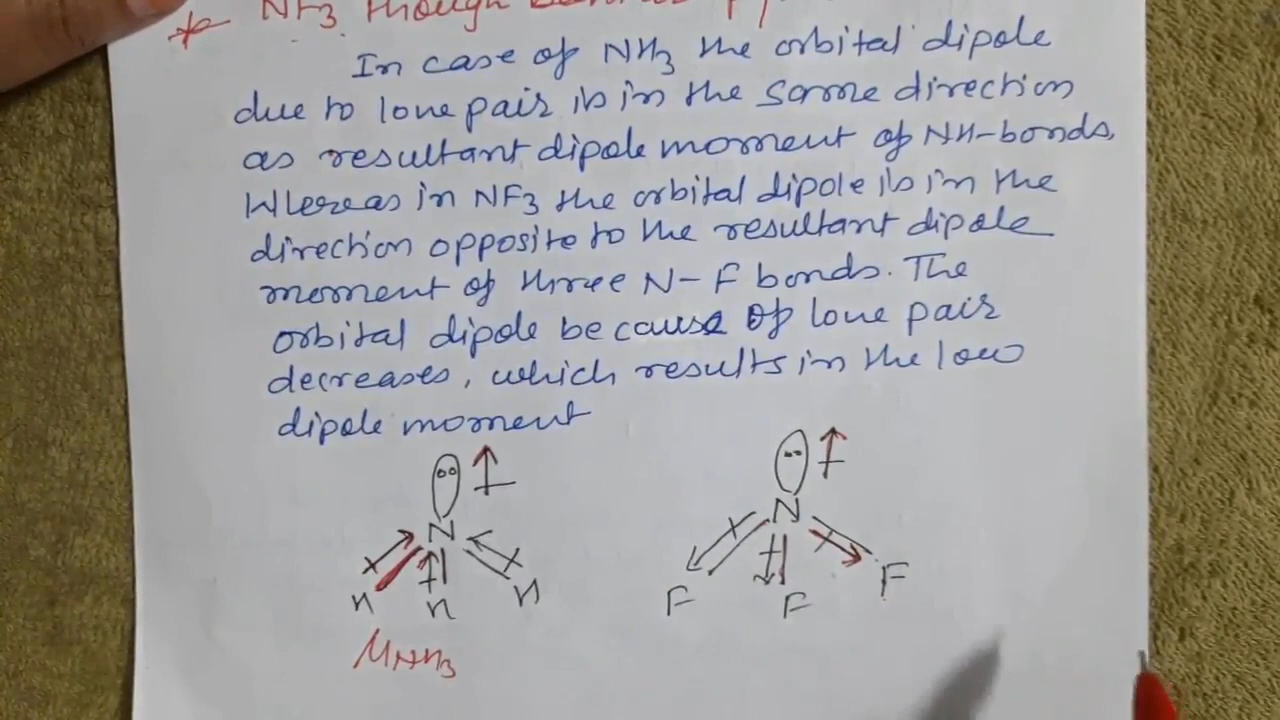 * NF3 though
In case of NH3 the orbital dipole
due to lone pair is in the same direction
as resultant dipole moment of NH-bonds.
Whereas in NF3 the orbital dipole is in the
direction opposite to the resultant dipole
moment of three N-F bonds. The
orbital dipole because of lone pair
decreases, which results in the low
dipole moment
N N
H H H F F F
μNH3